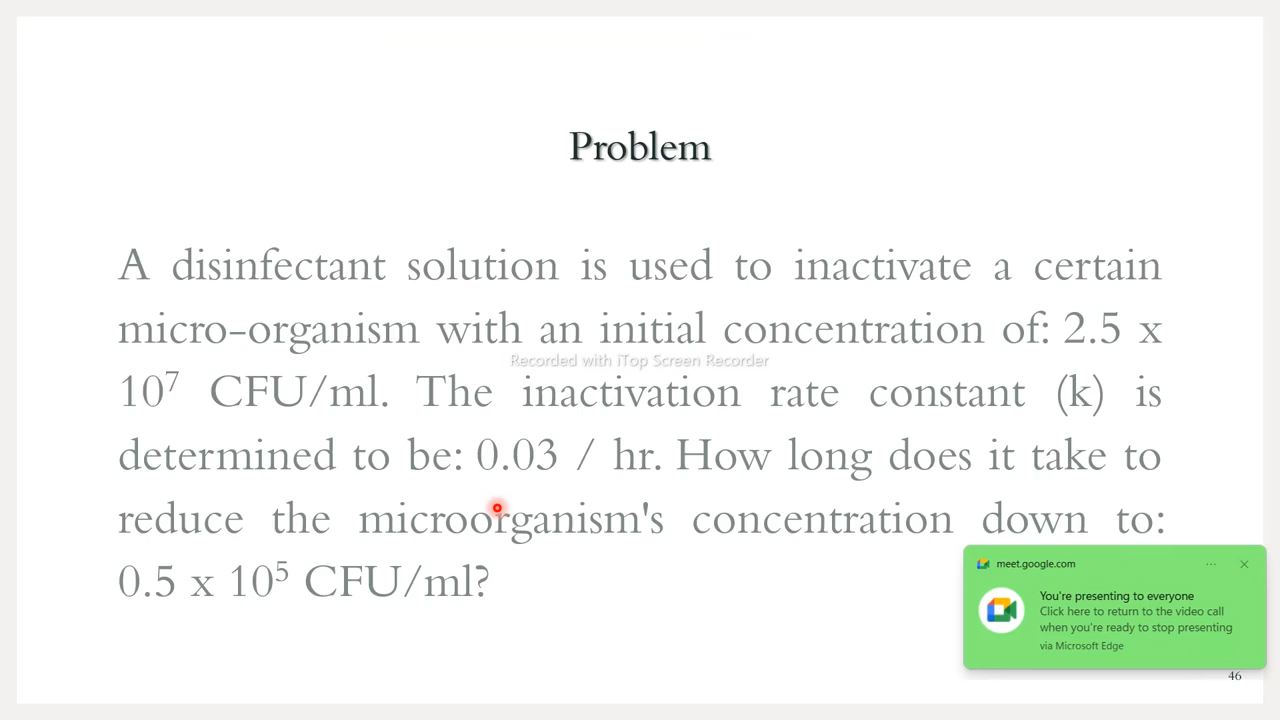 Problem
A disinfectant solution is used to inactivate a certain
micro-organism with an initial concentration of: 2.5 x
Recorded with iTop Screen Recorder
10⁷ CFU/ml. The inactivation rate constant (k) is
determined to be: 0.03 / hr. How long does it take to
reduce the microorganism's concentration down to:
0.5 x 10⁵ CFU/ml?
meet.google.com
You're presenting to everyone
Click here to return to the video call
when you're ready to stop presenting
via Microsoft Edge
46